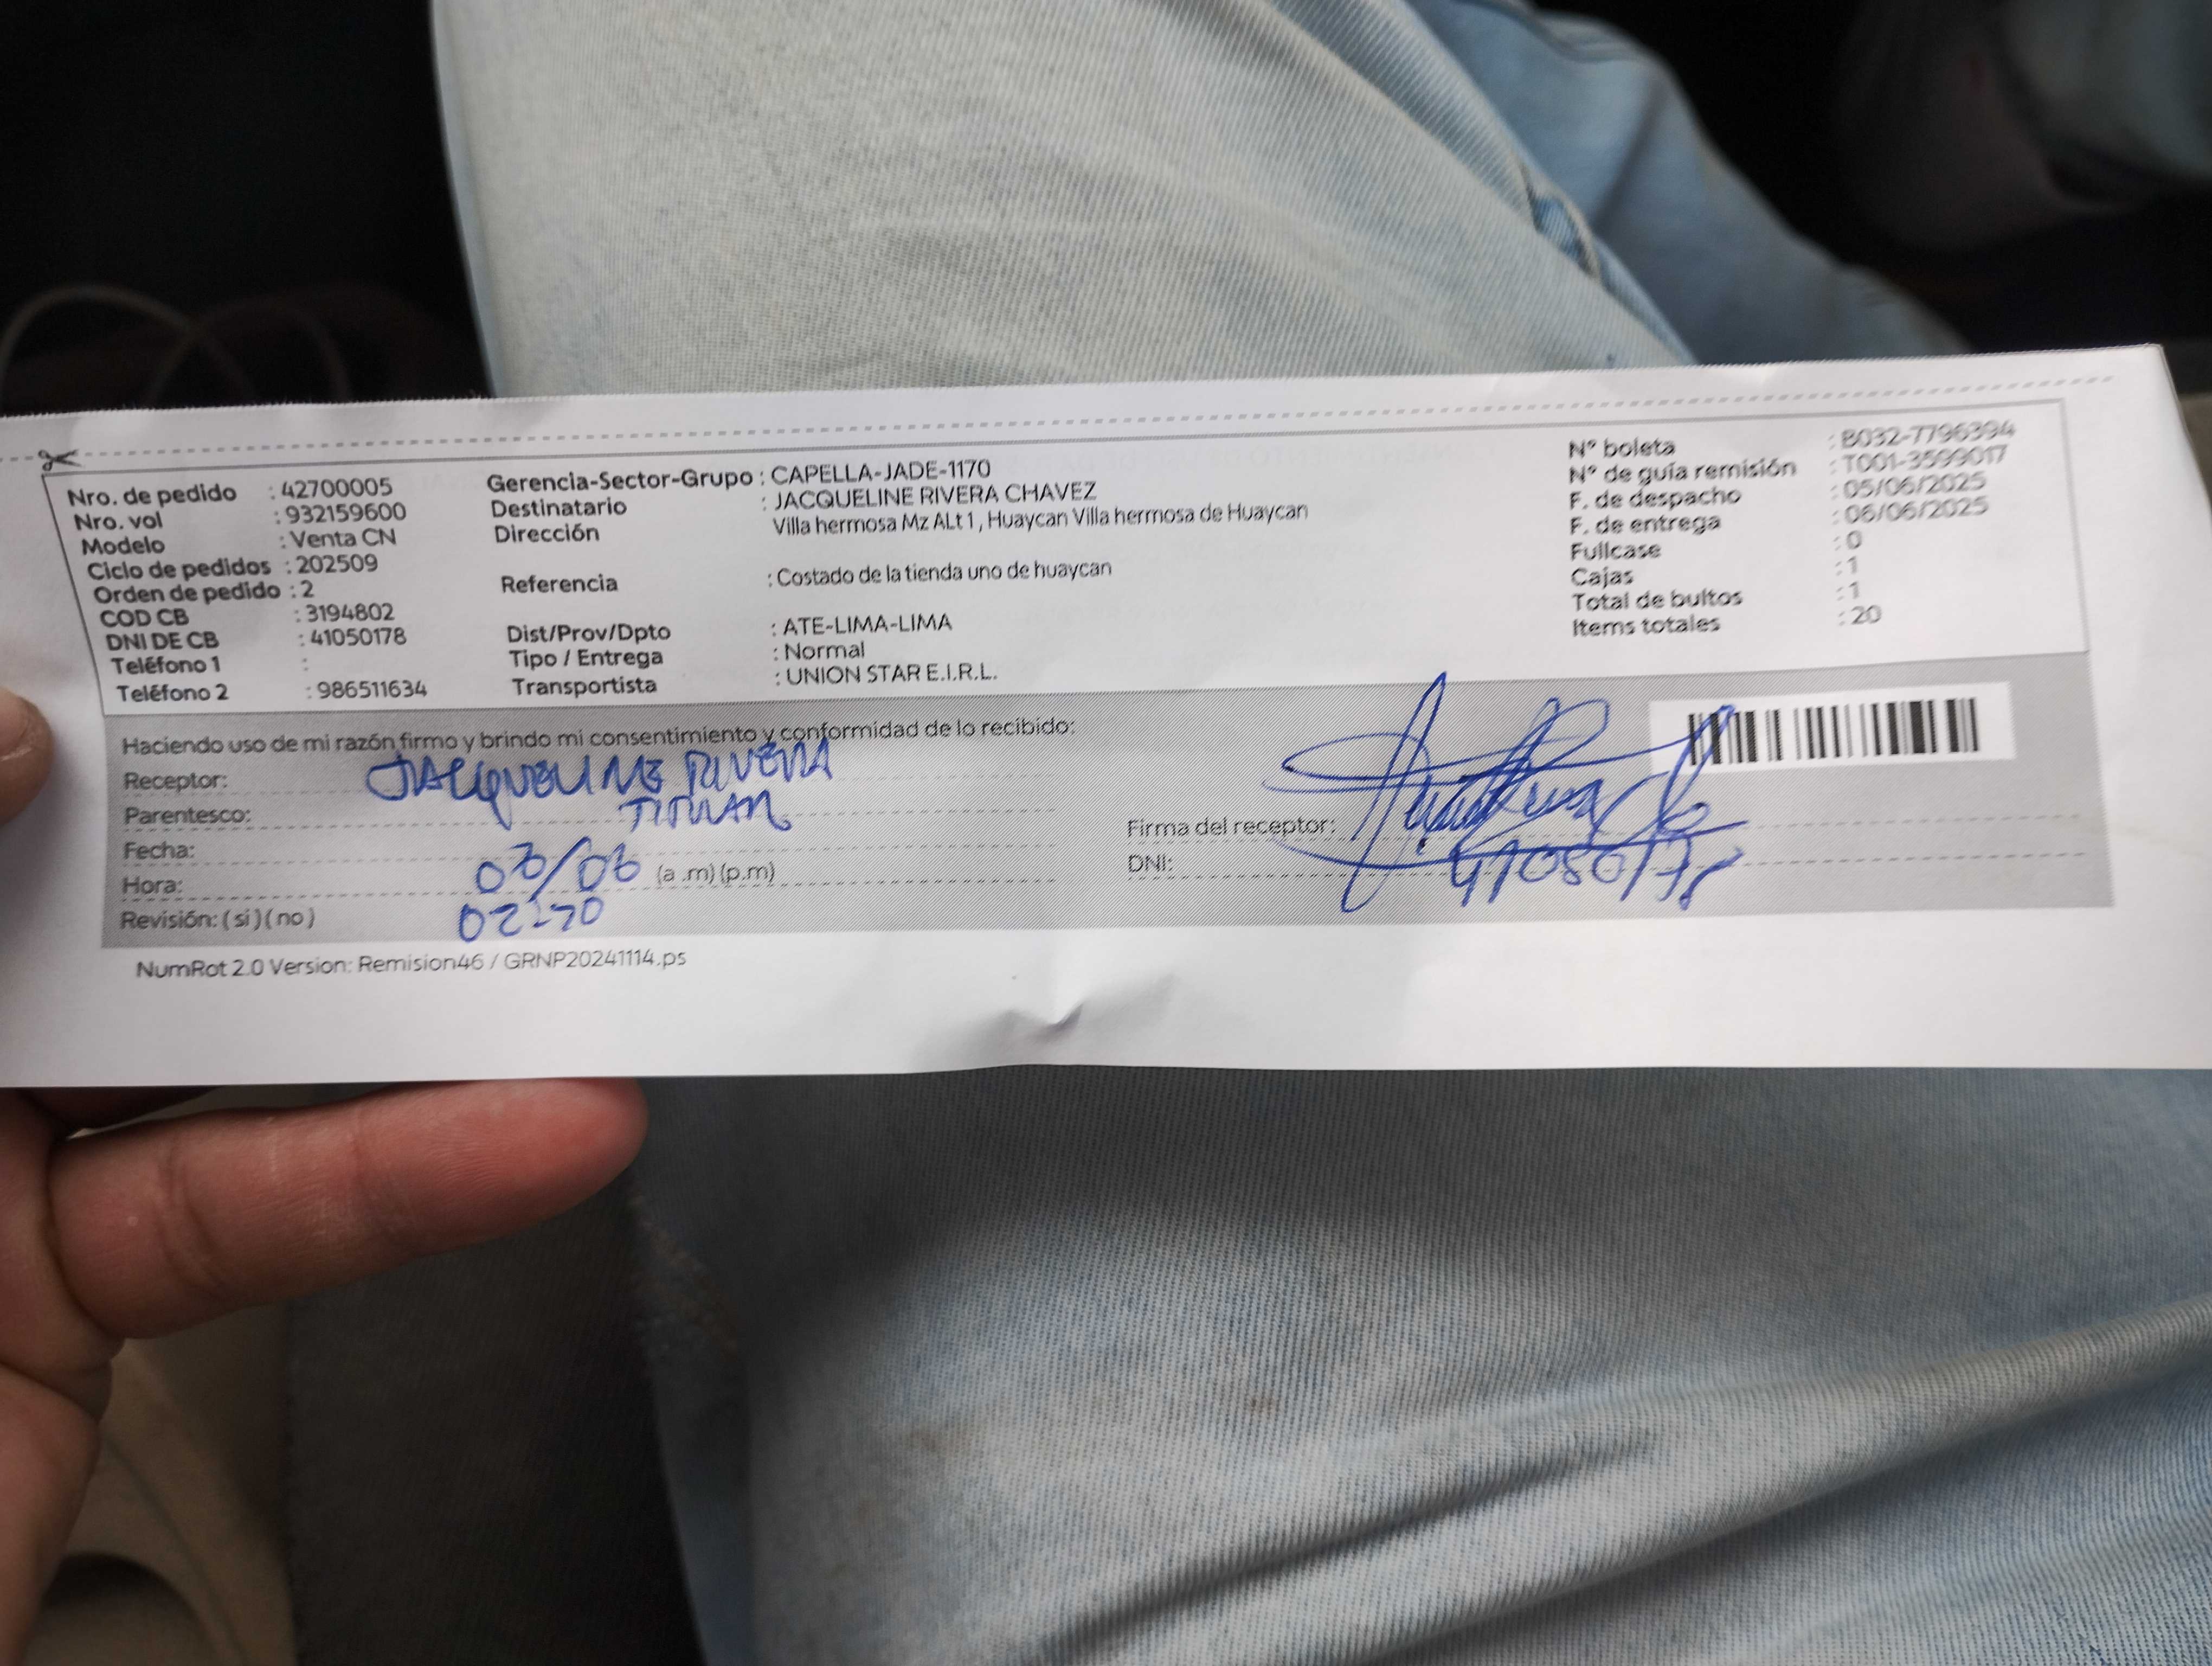 Nro. de pedido : 42700005
Nro. vol : 932159600
Modelo : Venta CN
Ciclo de pedidos : 202509
Orden de pedido : 2
COD CB : 3194802
DNI DE CB : 41050178
Teléfono 1 :
Teléfono 2 : 986511634
Gerencia-Sector-Grupo : CAPELLA-JADE-1170
Destinatario : JACQUELINE RIVERA CHAVEZ
Dirección Villa hermosa Mz ALt 1 , Huaycan Villa hermosa de Huaycan
Referencia : Costado de la tienda uno de huaycan
Dist/Prov/Dpto : ATE-LIMA-LIMA
Tipo / Entrega : Normal
Transportista : UNION STAR E.I.R.L.
N° boleta : B032-7796394
N° de guía remisión : T001-3599017
F. de despacho : 05/06/2025
F. de entrega : 06/06/2025
Fullcase : 0
Cajas : 1
Total de bultos : 1
Items totales : 20
Haciendo uso de mi razón firmo y brindo mi consentimiento y conformidad de lo recibido:
Receptor: JACQUELINE RIVERA
Parentesco: TITULAR
Fecha:
Hora: (a .m) (p.m)
Revisión: ( si ) ( no )
Firma del receptor:
DNI:
NumRot 2.0 Version: Remision46 / GRNP20241114.ps